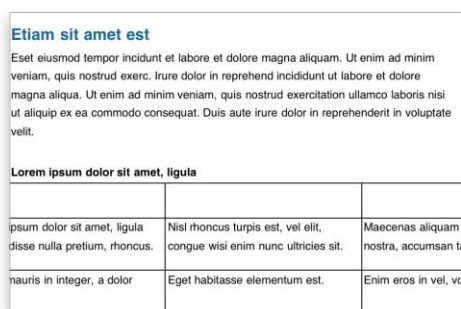 Etiam sit amet est
Eset eiusmod tempor incidunt et labore et dolore magna aliquam. Ut enim ad minim
veniam, quis nostrud exerc. Irure dolor in reprehend incididunt ut labore et dolore
magna aliqua. Ut enim ad minim veniam, quis nostrud exercitation ullamco laboris nisi
ut aliquip ex ea commodo consequat. Duis aute irure dolor in reprehenderit in voluptate
velit.
Lorem ipsum dolor sit amet, ligula
ipsum dolor sit amet, ligula
disse nulla pretium, rhoncus.
Nisl rhoncus turpis est, vel elit,
congue wisi enim nunc ultricies sit.
Maecenas aliquam
nostra, accumsan
mauris in integer, a dolor
Eget habitasse elementum est.
Enim eros in vel,